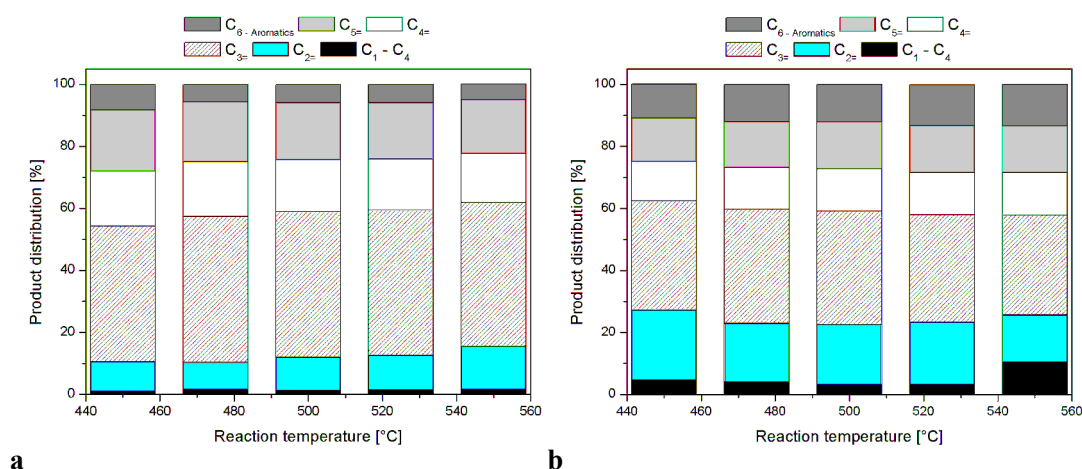 C6 - Aromatics C5= C4=
C3= C2= C1 - C4
100
80
60
40
20
0
Product distribution [%]
440 460 480 500 520 540 560
Reaction temperature [°C]
a
C6 - Aromatics C5= C4=
C3= C2= C1 - C4
100
80
60
40
20
0
Product distribution [%]
440 460 480 500 520 540 560
Reaction temperature [°C]
b